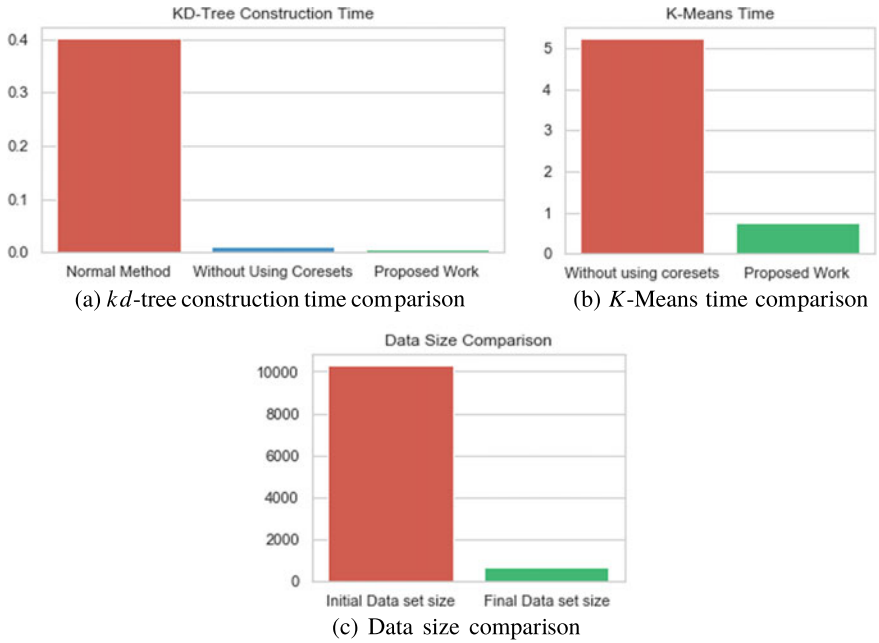 KD-Tree Construction Time
0.4
0.3
0.2
0.1
0.0
Normal Method Without Using Coresets Proposed Work
(a) kd-tree construction time comparison
K-Means Time
5
4
3
2
1
0
Without using coresets Proposed Work
(b) K-Means time comparison
Data Size Comparison
10000
8000
6000
4000
2000
0
Initial Data set size Final Data set size
(c) Data size comparison